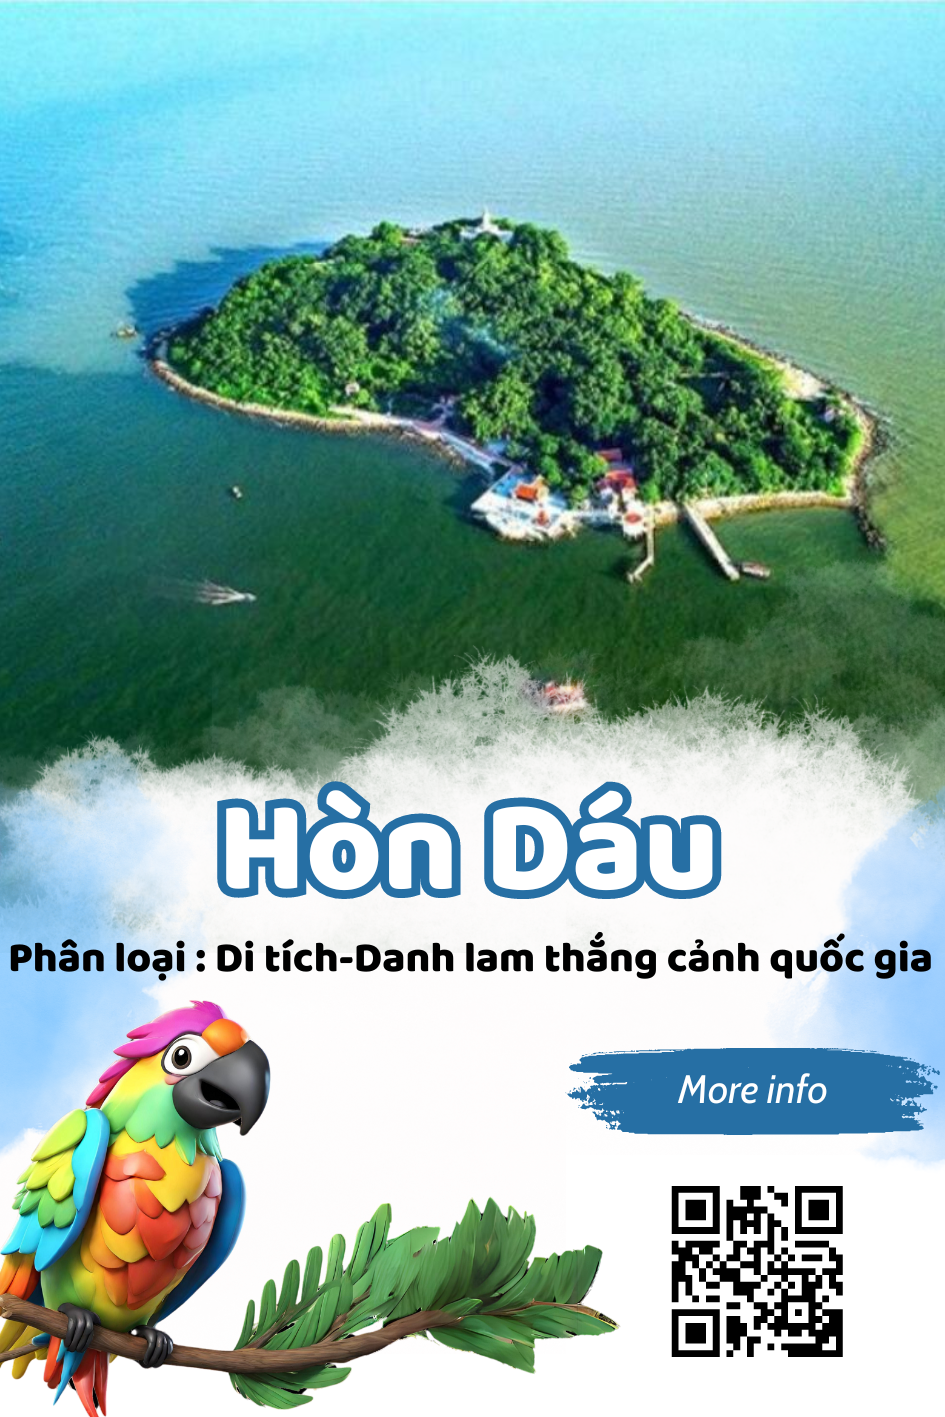 Hòn Dáu
Phân loại : Di tích-Danh lam thắng cảnh quốc gia
More info